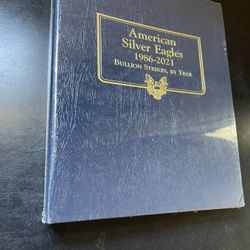 American
Silver Eagles
1986-2021
Bullion Strikes, by Year